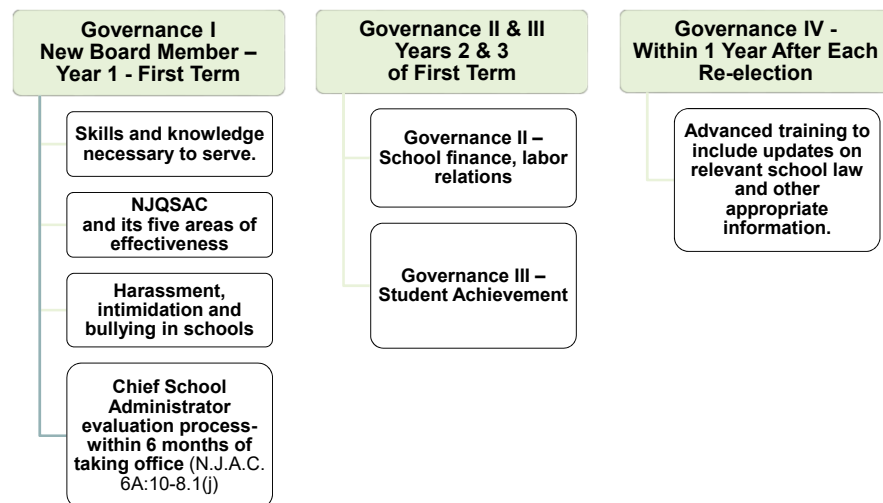 Governance I
New Board Member –
Year 1 - First Term
Skills and knowledge
necessary to serve.
NJQSAC
and its five areas of
effectiveness
Harassment,
intimidation and
bullying in schools
Chief School
Administrator
evaluation process-
within 6 months of
taking office (N.J.A.C.
6A:10-8.1(j)
Governance II & III
Years 2 & 3
of First Term
Governance II –
School finance, labor
relations
Governance III –
Student Achievement
Governance IV -
Within 1 Year After Each
Re-election
Advanced training to
include updates on
relevant school law
and other
appropriate
information.